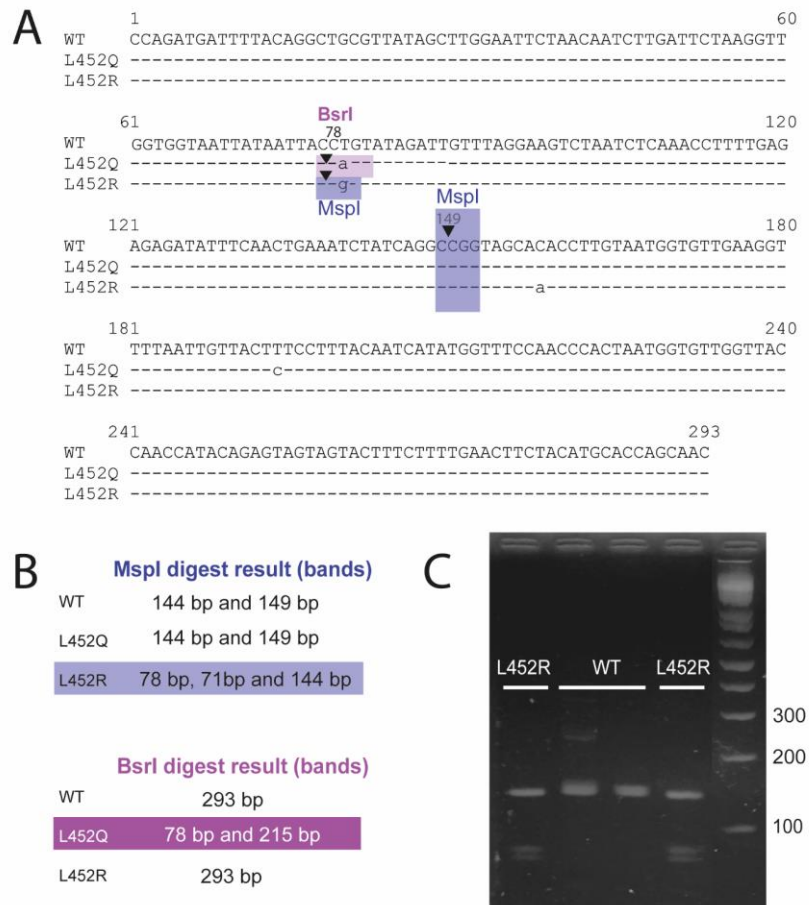 A
1 60
WT CCAGATGATTTTACAGGCTGCGTTATAGCTTGGAATTCTAACAATCTTGATTCTAAGGTT
L452Q ------------------------------------------------------------
L452R ------------------------------------------------------------
BsrI
61 78 120
WT GGTGGTAATTATAATTACCTGTATAGATTGTTTAGGAAGTCTAATCTCAAACCTTTTGAG
L452Q -------------------a----------------------------------------
L452R -------------------g----------------------------------------
MspI MspI
121 149 180
WT AGAGATATTTCAACTGAAATCTATCAGGCCGGTAGCACACCTTGTAATGGTGTTGAAGGT
L452Q ------------------------------------------------------------
L452R -------------------------------------a----------------------
181 240
WT TTTAATTGTTACTTTCCTTTACAATCATATGGTTTCCAACCCACTAATGGTGTTGGTTAC
L452Q -------------c----------------------------------------------
L452R ------------------------------------------------------------
241 293
WT CAACCATACAGAGTAGTAGTACTTTCTTTTGAACTTCTACATGCACCAGCAAC
L452Q -----------------------------------------------------
L452R -----------------------------------------------------
B
MspI digest result (bands)
WT 144 bp and 149 bp
L452Q 144 bp and 149 bp
L452R 78 bp, 71bp and 144 bp
BsrI digest result (bands)
WT 293 bp
L452Q 78 bp and 215 bp
L452R 293 bp
C
L452R WT L452R
300
200
100